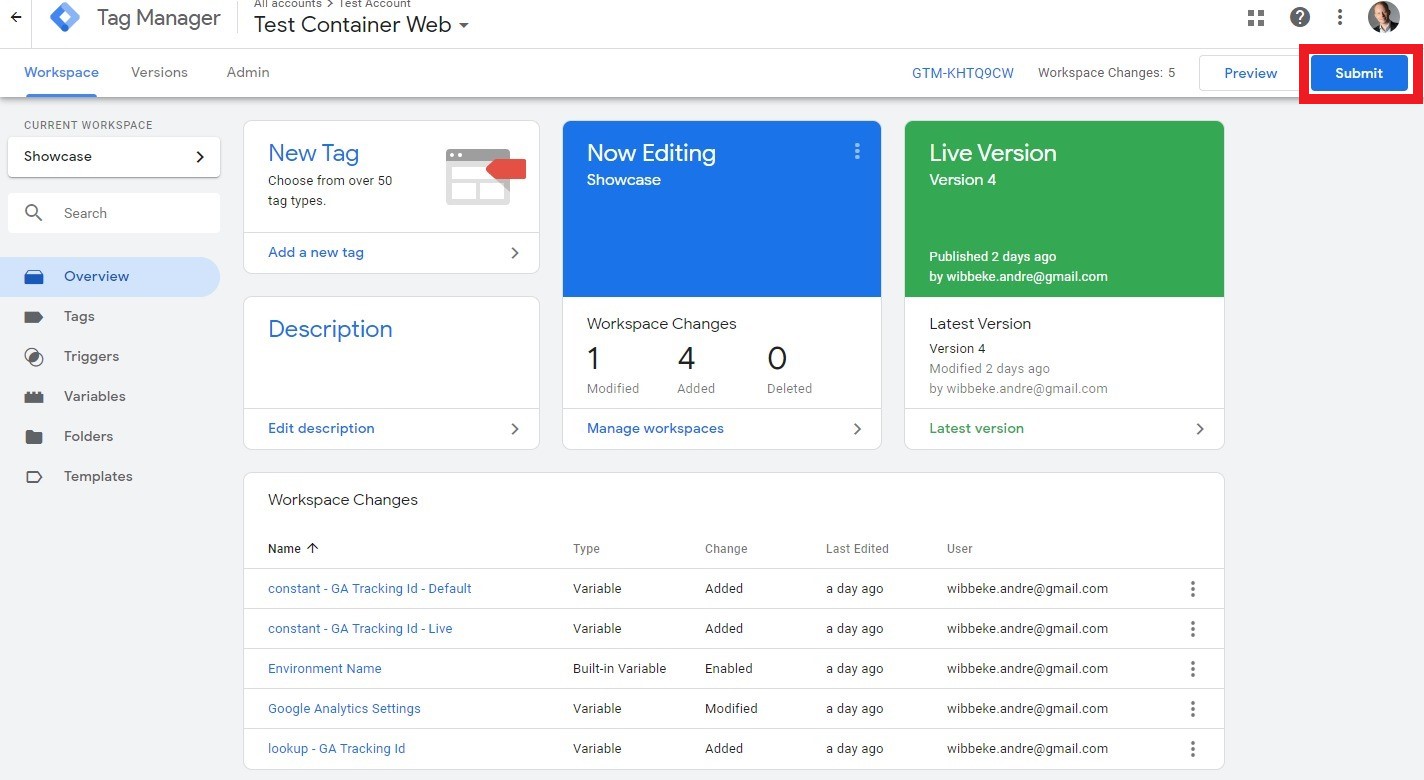 All accounts > Test Account
Tag Manager
Test Container Web
Workspace
Versions
Admin
GTM-KHTQ9CW
Workspace Changes: 5
Preview
Submit
CURRENT WORKSPACE
Showcase
Search
Overview
Tags
Triggers
Variables
Folders
Templates
New Tag
Choose from over 50
tag types.
Add a new tag
Description
Edit description
Now Editing
Showcase
Workspace Changes
1 4 0
Modified Added Deleted
Manage workspaces
Live Version
Version 4
Published 2 days ago
by wibbeke.andre@gmail.com
Latest Version
Version 4
Modified 2 days ago
by wibbeke.andre@gmail.com
Latest version
Workspace Changes
Name Type Change Last Edited User
constant - GA Tracking Id - Default Variable Added a day ago wibbeke.andre@gmail.com
constant - GA Tracking Id - Live Variable Added a day ago wibbeke.andre@gmail.com
Environment Name Built-in Variable Enabled a day ago wibbeke.andre@gmail.com
Google Analytics Settings Variable Modified a day ago wibbeke.andre@gmail.com
lookup - GA Tracking Id Variable Added a day ago wibbeke.andre@gmail.com